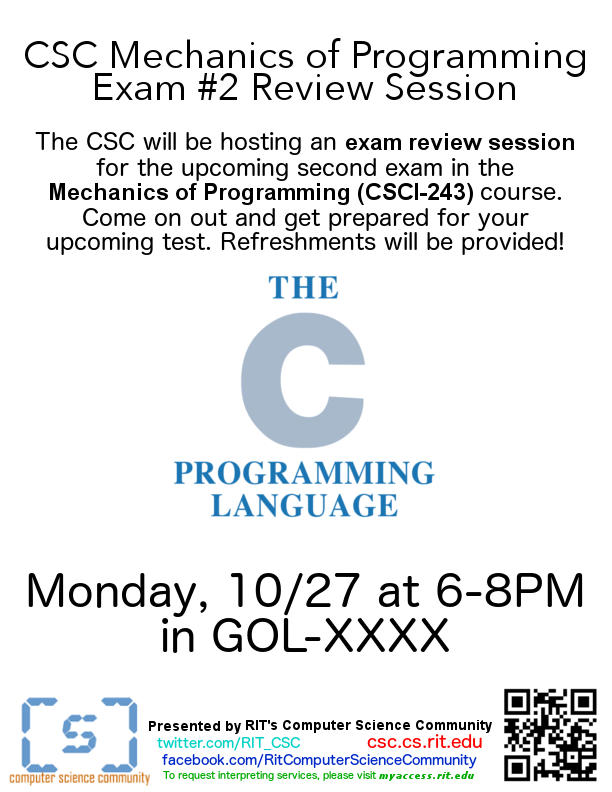 CSC Mechanics of Programming
Exam #2 Review Session
The CSC will be hosting an exam review session
for the upcoming second exam in the
Mechanics of Programming (CSCI-243) course.
Come on out and get prepared for your
upcoming test. Refreshments will be provided!
THE
C
PROGRAMMING
LANGUAGE
Monday, 10/27 at 6-8PM
in GOL-XXXX
[s]
computer science community
Presented by RIT's Computer Science Community
twitter.com/RIT_CSC csc.cs.rit.edu
facebook.com/RitComputerScienceCommunity
To request interpreting services, please visit myaccess.rit.edu